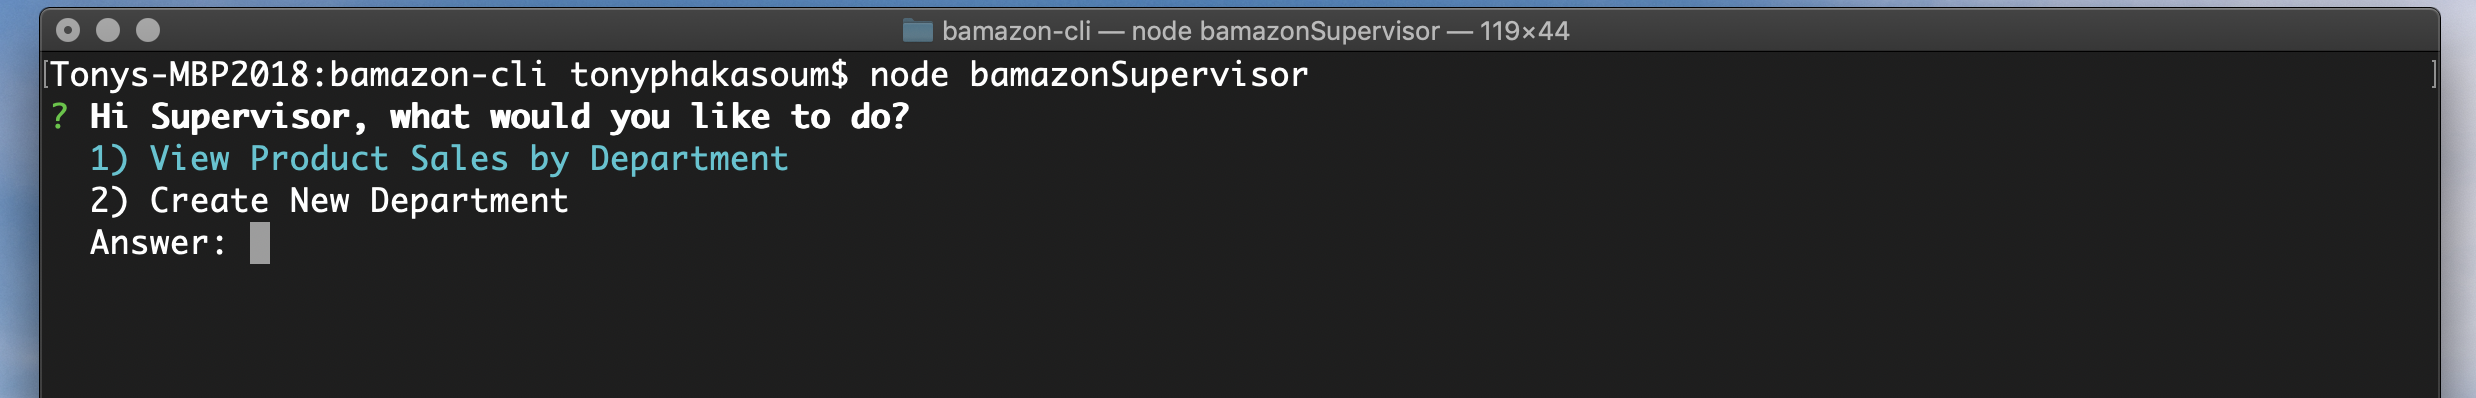 bamazon-cli — node bamazonSupervisor — 119×44
[Tonys-MBP2018:bamazon-cli tonyphakasoum$ node bamazonSupervisor ]
? Hi Supervisor, what would you like to do?
1) View Product Sales by Department
2) Create New Department
Answer: